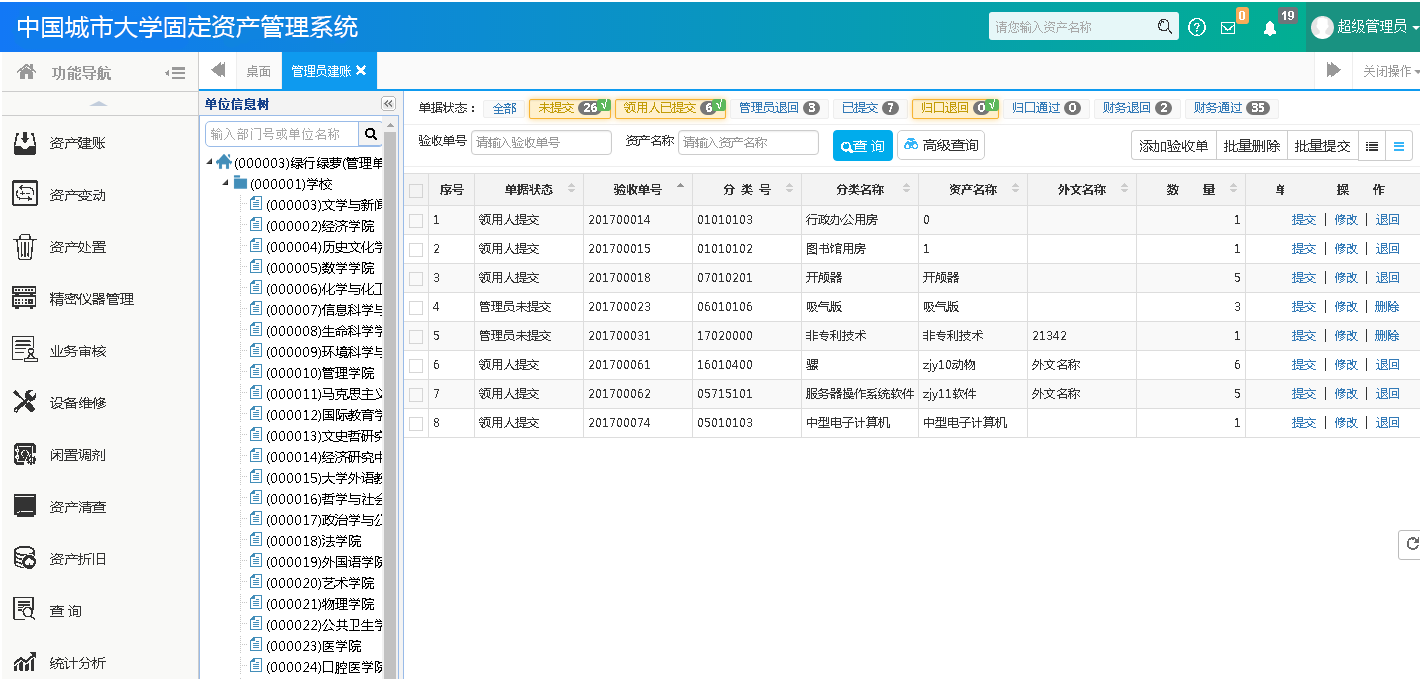 中国城市大学固定资产管理系统
请您输入资产名称
0
19
超级管理员
功能导航
桌面
管理员建账
关闭操作
资产建账
资产变动
资产处置
精密仪器管理
业务审核
设备维修
闲置调剂
资产清查
资产折旧
查 询
统计分析
单位信息树
输入部门号或单位名称
(000003)绿行绿萝(管理单
(000001)学校
(000003)文学与新闻
(000002)经济学院
(000004)历史文化学
(000005)数学学院
(000006)化学与化工
(000007)信息科学与
(000008)生命科学学
(000009)环境科学与
(000010)管理学院
(000011)马克思主义
(000012)国际教育学
(000013)文史哲研究
(000014)经济研究中
(000015)大学外语教
(000016)哲学与社会
(000017)政治学与公
(000018)法学院
(000019)外国语学院
(000020)艺术学院
(000021)物理学院
(000022)公共卫生学
(000023)医学院
(000024)口腔医学院
单据状态： 全部 未提交 26 领用人已提交 6 管理员退回 3 已提交 7 归口退回 0 归口通过 0 财务退回 2 财务通过 35
验收单号 请输入验收单号 资产名称 请输入资产名称 查 询 高级查询 添加验收单 批量删除 批量提交
序号 单据状态 验收单号 分 类 号 分类名称 资产名称 外文名称 数 量 操 作
1 领用人提交 201700014 01010103 行政办公用房 0 1 提交 | 修改 | 退回
2 领用人提交 201700015 01010102 图书馆用房 1 1 提交 | 修改 | 退回
3 领用人提交 201700018 07010201 开颅器 开颅器 5 提交 | 修改 | 退回
4 管理员未提交 201700023 06010106 吸气版 吸气版 3 提交 | 修改 | 删除
5 管理员未提交 201700031 17020000 非专利技术 非专利技术 21342 1 提交 | 修改 | 删除
6 领用人提交 201700061 16010400 骡 zjy10动物 外文名称 6 提交 | 修改 | 退回
7 领用人提交 201700062 05715101 服务器操作系统软件 zjy11软件 外文名称 5 提交 | 修改 | 退回
8 领用人提交 201700074 05010103 中型电子计算机 中型电子计算机 1 提交 | 修改 | 退回